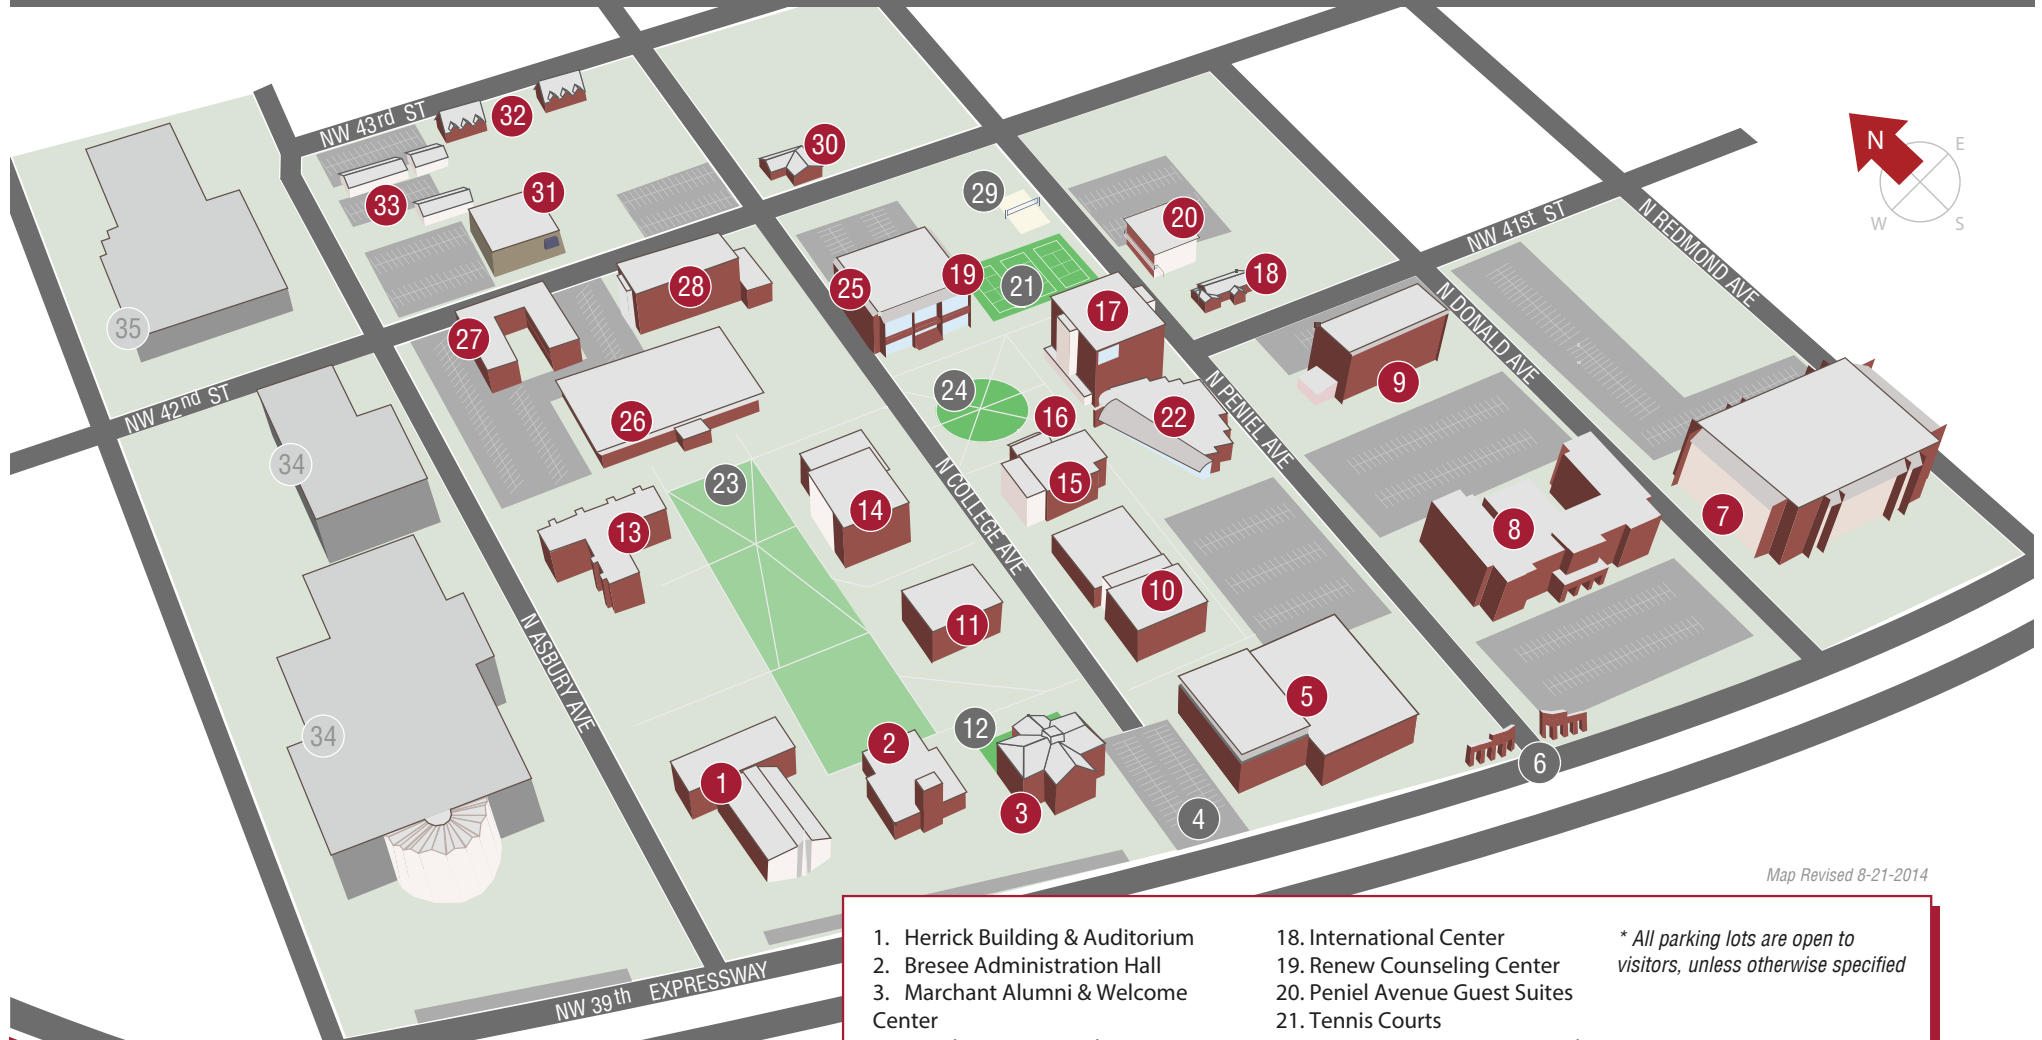 NW 43rd ST
32
30
N
E
W
S
33
31
29
20
NW 41st ST
N REDMOND AVE
28
25
19
21
18
35
27
17
N DONALD AVE
NW 42nd ST
26
24
16
22
N PENIEL AVE
9
34
23
14
N COLLEGE AVE
15
13
8
7
11
10
N ASBURY AVE
34
1
2
12
3
5
4
6
NW 39th EXPRESSWAY
Map Revised 8-21-2014
1. Herrick Building & Auditorium
2. Bresee Administration Hall
3. Marchant Alumni & Welcome
Center
18. International Center
19. Renew Counseling Center
20. Peniel Avenue Guest Suites
21. Tennis Courts
* All parking lots are open to
visitors, unless otherwise specified